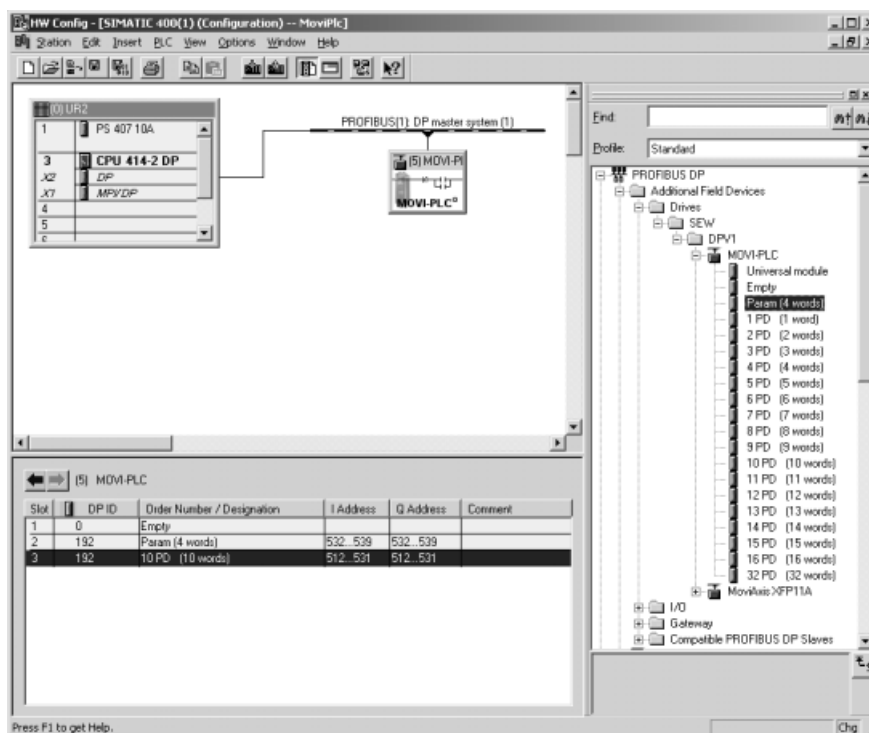 HW Config - [SIMATIC 400(1) (Configuration) -- MoviPlc]
Station Edit Insert PLC View Options Window Help
(0) UR2
1 PS 407 10A
3 CPU 414-2 DP
X2 DP
X1 MPI/DP
4
5
PROFIBUS(1): DP master system (1)
(5) MOVI-Pl
MOVI-PLC®
Find:
Profile: Standard
PROFIBUS DP
Additional Field Devices
Drives
SEW
DPV1
MOVI-PLC
Universal module
Empty
Param (4 words)
1 PD (1 word)
2 PD (2 words)
3 PD (3 words)
4 PD (4 words)
5 PD (5 words)
6 PD (6 words)
7 PD (7 words)
8 PD (8 words)
9 PD (9 words)
10 PD (10 words)
11 PD (11 words)
12 PD (12 words)
13 PD (13 words)
14 PD (14 words)
15 PD (15 words)
16 PD (16 words)
32 PD (32 words)
MoviAxis XFP11A
I/O
Gateway
Compatible PROFIBUS DP Slaves
(5) MOVI-PLC
Slot DP ID Order Number / Designation I Address Q Address Comment
1 0 Empty
2 192 Param (4 words) 532...539 532...539
3 192 10 PD (10 words) 512...531 512...531
Press F1 to get Help.
Chg